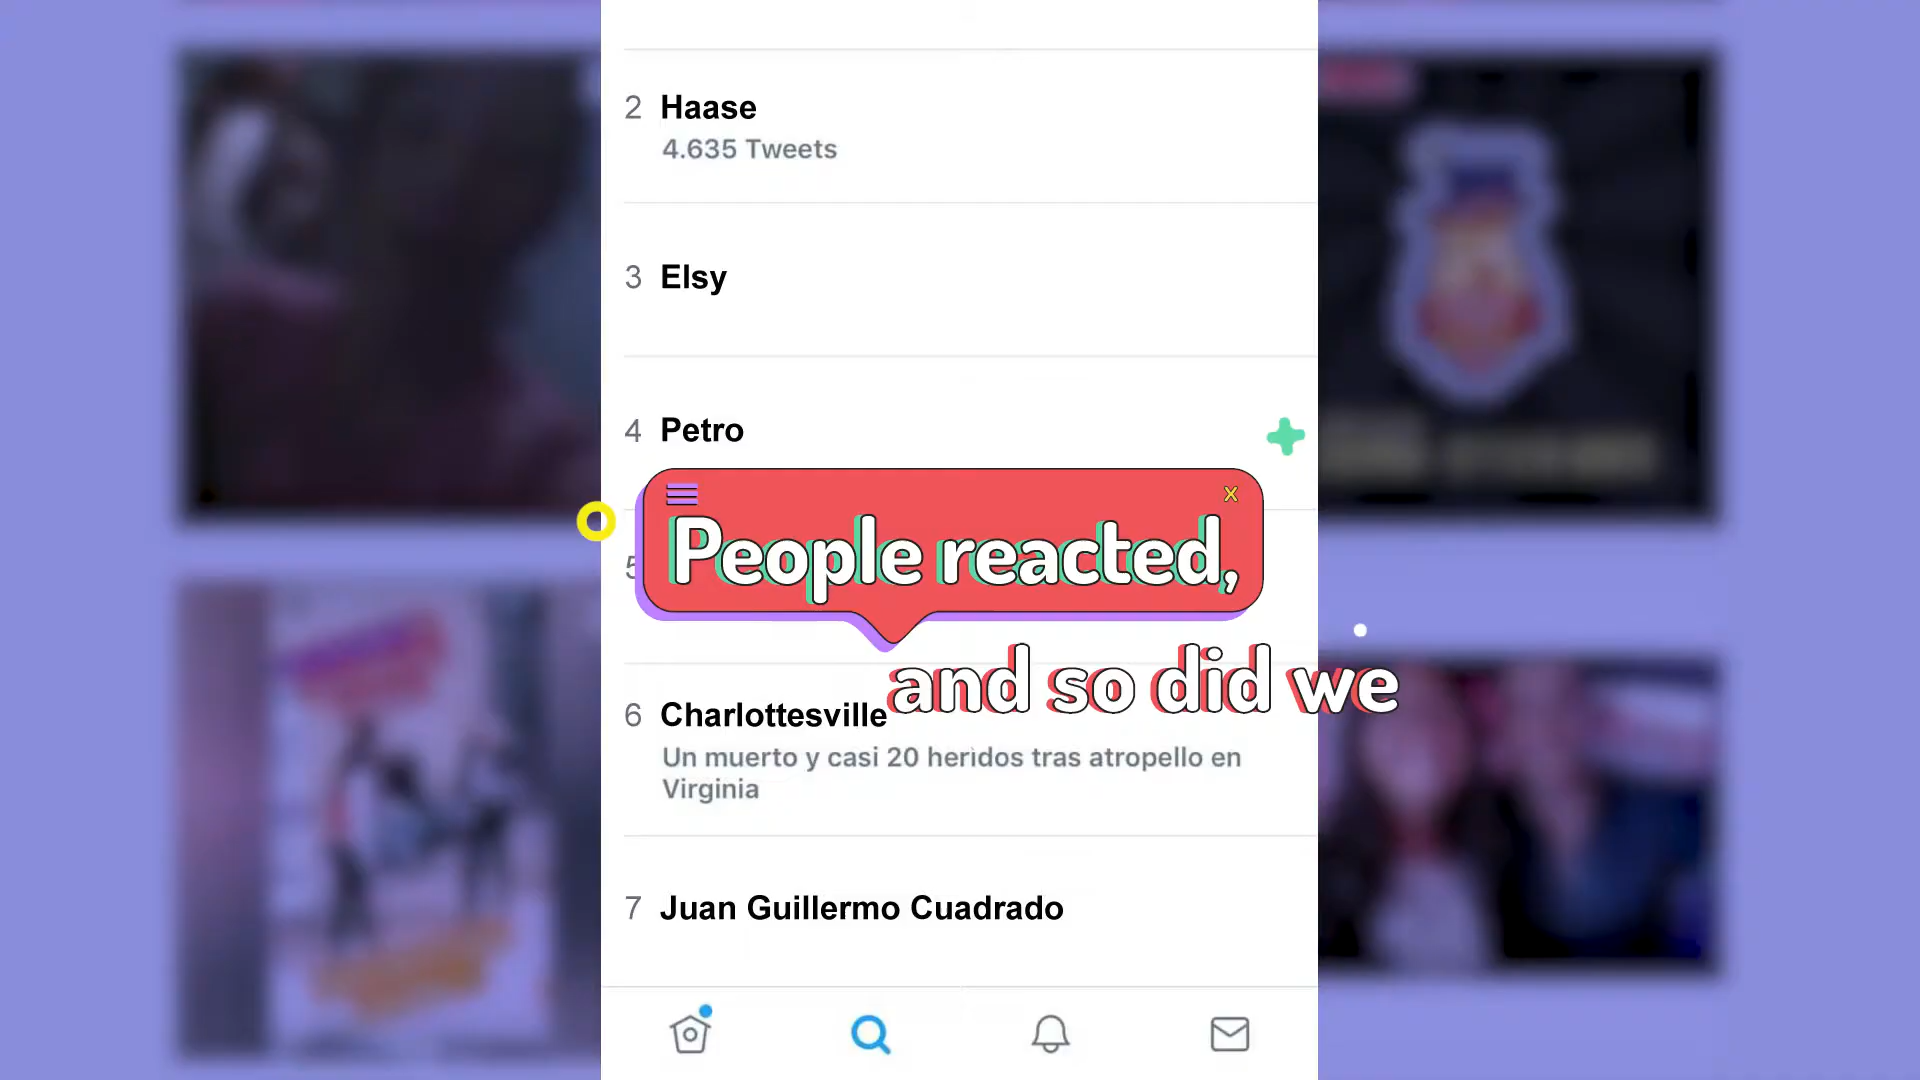 2 Haase
4.635 Tweets
3 Elsy
4 Petro
People reacted,
5
and so did we
6 Charlottesville
Un muerto y casi 20 heridos tras atropello en
Virginia
7 Juan Guillermo Cuadrado